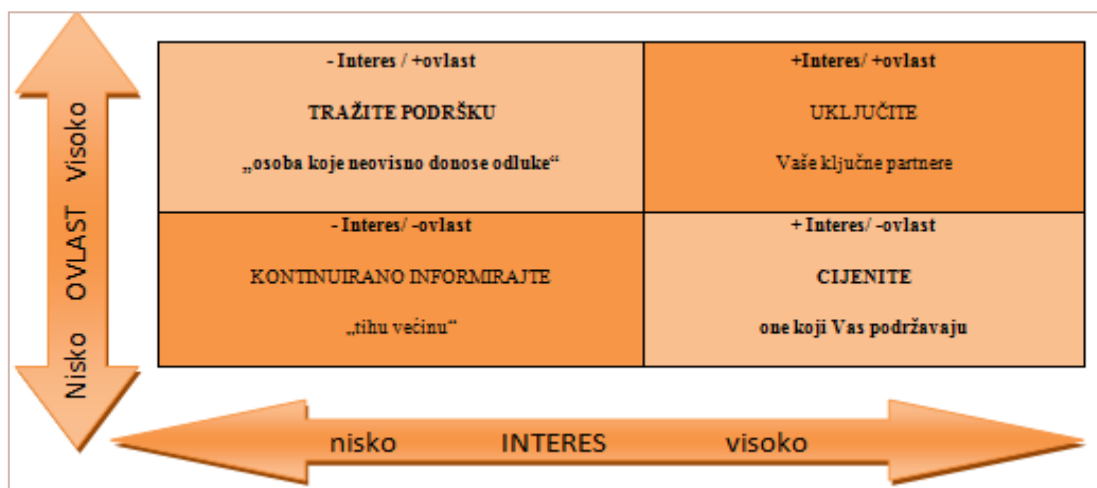 - Interes / +ovlast
TRAŽITE PODRŠKU
„osoba koje neovisno donose odluke“
+Interes/ +ovlast
UKLJUČITE
Vaše ključne partnere
- Interes/ -ovlast
KONTINUIRANO INFORMIRAJTE
„tihu većinu“
+ Interes/ -ovlast
CIJENITE
one koji Vas podržavaju
Nisko OVLAST Visoko
nisko INTERES visoko